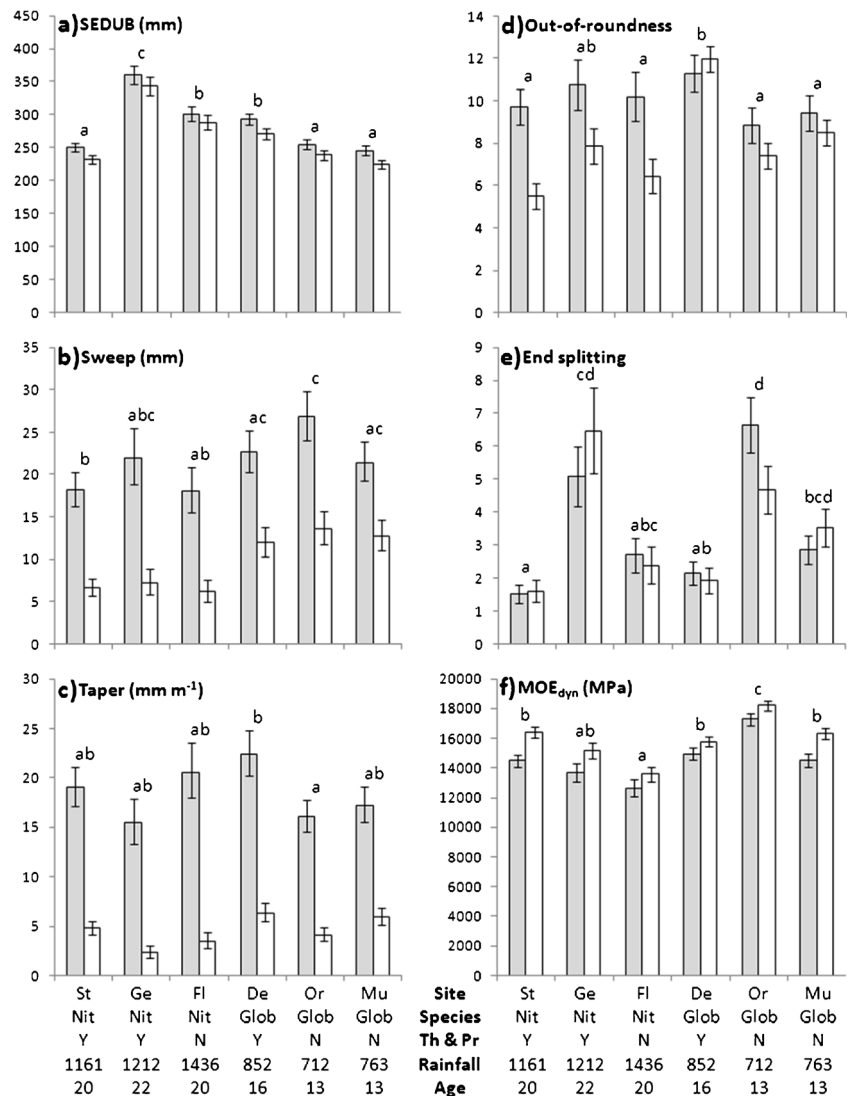 a) SEDUB (mm)
450
400
350
300
250
200
150
100
50
0
a
c
b
b
a
a
d) Out-of-roundness
14
12
10
8
6
4
2
0
a
ab
a
b
a
a
b) Sweep (mm)
35
30
25
20
15
10
5
0
b
abc
ab
ac
c
ac
e) End splitting
9
8
7
6
5
4
3
2
1
0
a
cd
abc
ab
d
bcd
c) Taper (mm m⁻¹)
30
25
20
15
10
5
0
ab
ab
ab
b
a
ab
f) MOEdyn (MPa)
20000
18000
16000
14000
12000
10000
8000
6000
4000
2000
0
b
ab
a
b
c
b
St Ge Fl De Or Mu Site St Ge Fl De Or Mu
Nit Nit Nit Glob Glob Glob Species Nit Nit Nit Glob Glob Glob
Y Y N Y N N Th & Pr Y Y N Y N N
1161 1212 1436 852 712 763 Rainfall 1161 1212 1436 852 712 763
20 22 20 16 13 13 Age 20 22 20 16 13 13